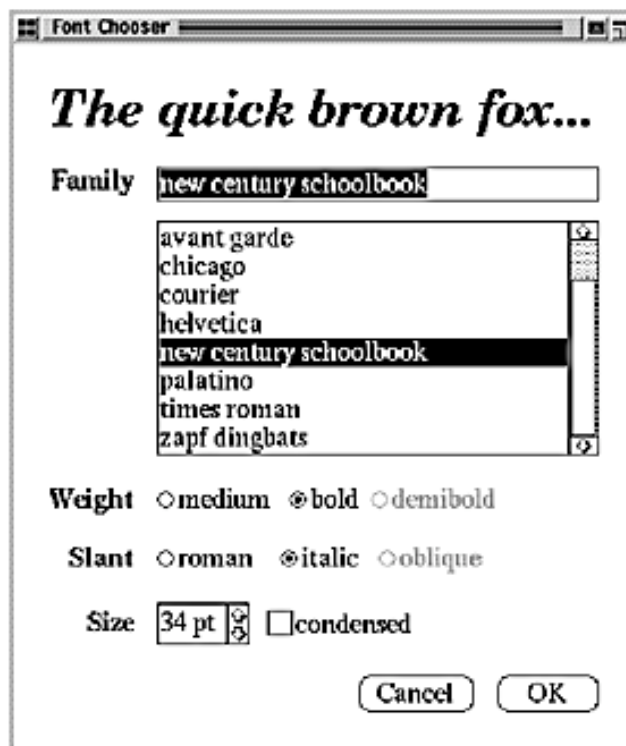 Font Chooser
The quick brown fox...
Family new century schoolbook
avant garde
chicago
courier
helvetica
new century schoolbook
palatino
times roman
zapf dingbats
Weight medium bold demibold
Slant roman italic oblique
Size 34 pt condensed
Cancel OK